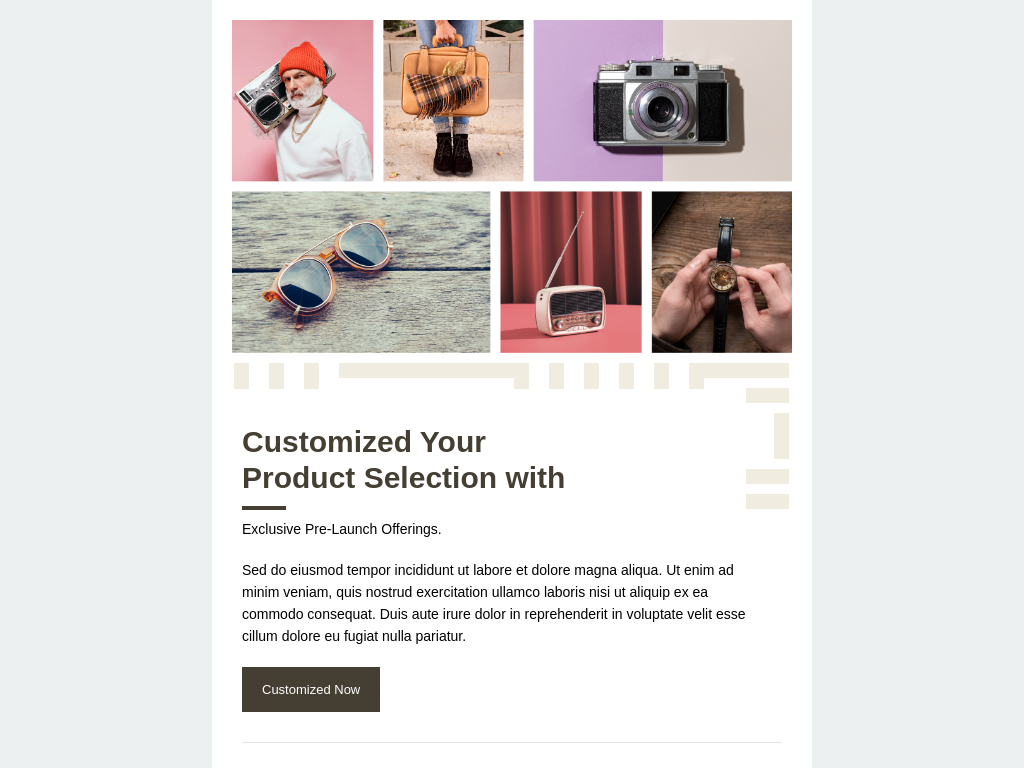 Customized Your
Product Selection with
Exclusive Pre-Launch Offerings.
Sed do eiusmod tempor incididunt ut labore et dolore magna aliqua. Ut enim ad
minim veniam, quis nostrud exercitation ullamco laboris nisi ut aliquip ex ea
commodo consequat. Duis aute irure dolor in reprehenderit in voluptate velit esse
cillum dolore eu fugiat nulla pariatur.
Customized Now